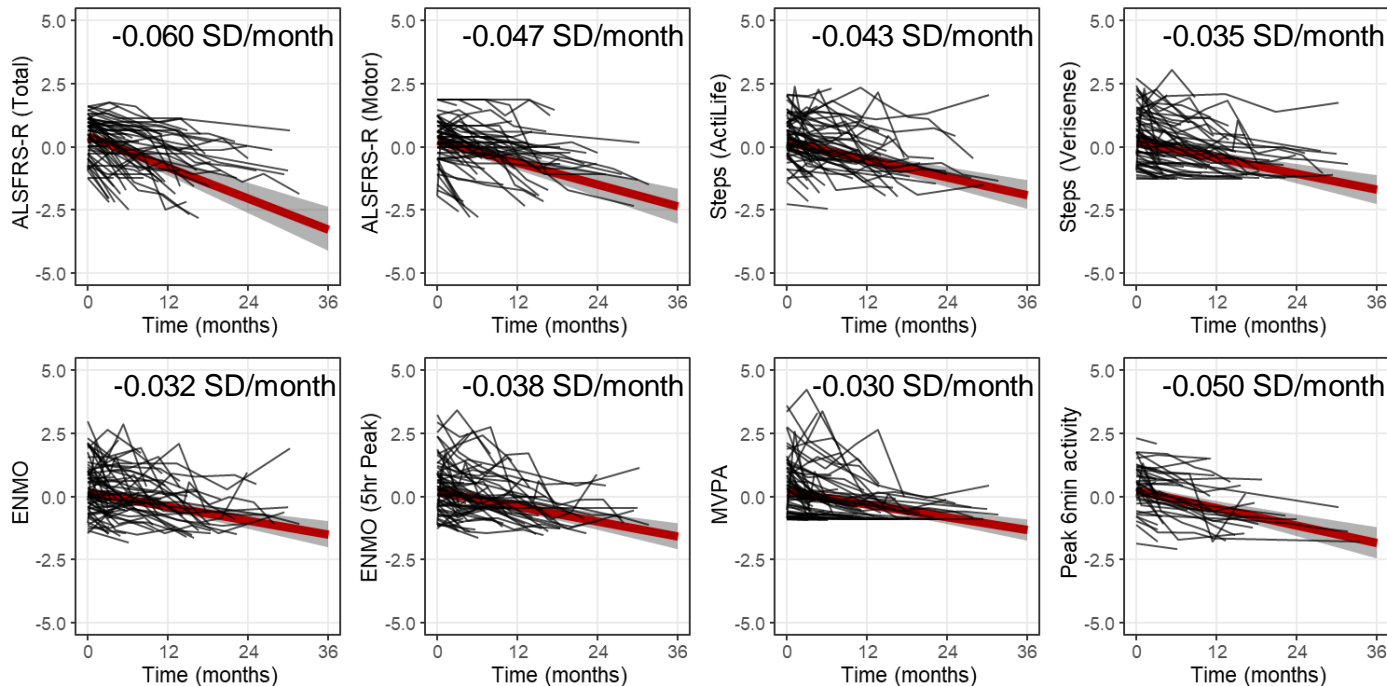 -0.060 SD/month
ALSFRS-R (Total)
5.0
2.5
0.0
-2.5
-5.0
0 12 24 36
Time (months)
-0.047 SD/month
ALSFRS-R (Motor)
5.0
2.5
0.0
-2.5
-5.0
0 12 24 36
Time (months)
-0.043 SD/month
Steps (ActiLife)
5.0
2.5
0.0
-2.5
-5.0
0 12 24 36
Time (months)
-0.035 SD/month
Steps (Verisense)
5.0
2.5
0.0
-2.5
-5.0
0 12 24 36
Time (months)
-0.032 SD/month
ENMO
5.0
2.5
0.0
-2.5
-5.0
0 12 24 36
Time (months)
-0.038 SD/month
ENMO (5hr Peak)
5.0
2.5
0.0
-2.5
-5.0
0 12 24 36
Time (months)
-0.030 SD/month
MVPA
5.0
2.5
0.0
-2.5
-5.0
0 12 24 36
Time (months)
-0.050 SD/month
Peak 6min activity
5.0
2.5
0.0
-2.5
-5.0
0 12 24 36
Time (months)